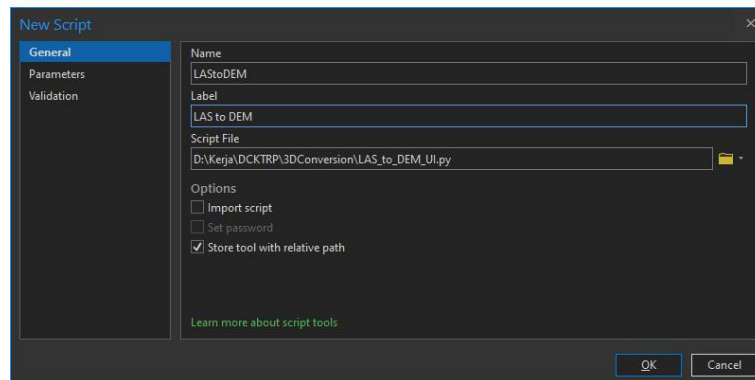 New Script
General
Parameters
Validation
Name
LAStoDEM
Label
LAS to DEM
Script File
D:\Kerja\DCKTRP\3DConversion\LAS_to_DEM_UI.py
Options
Import script
Set password
Store tool with relative path
Learn more about script tools
OK
Cancel